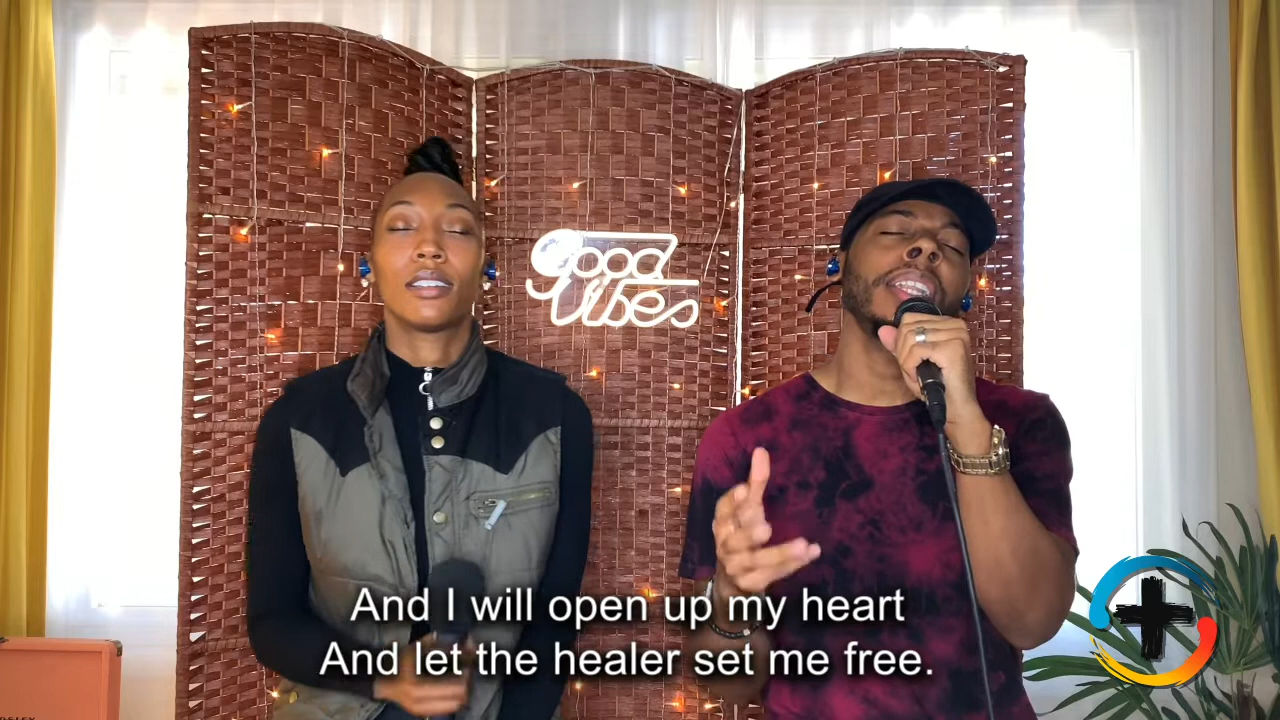 Good
Vibes
And I will open up my heart
And let the healer set me free.